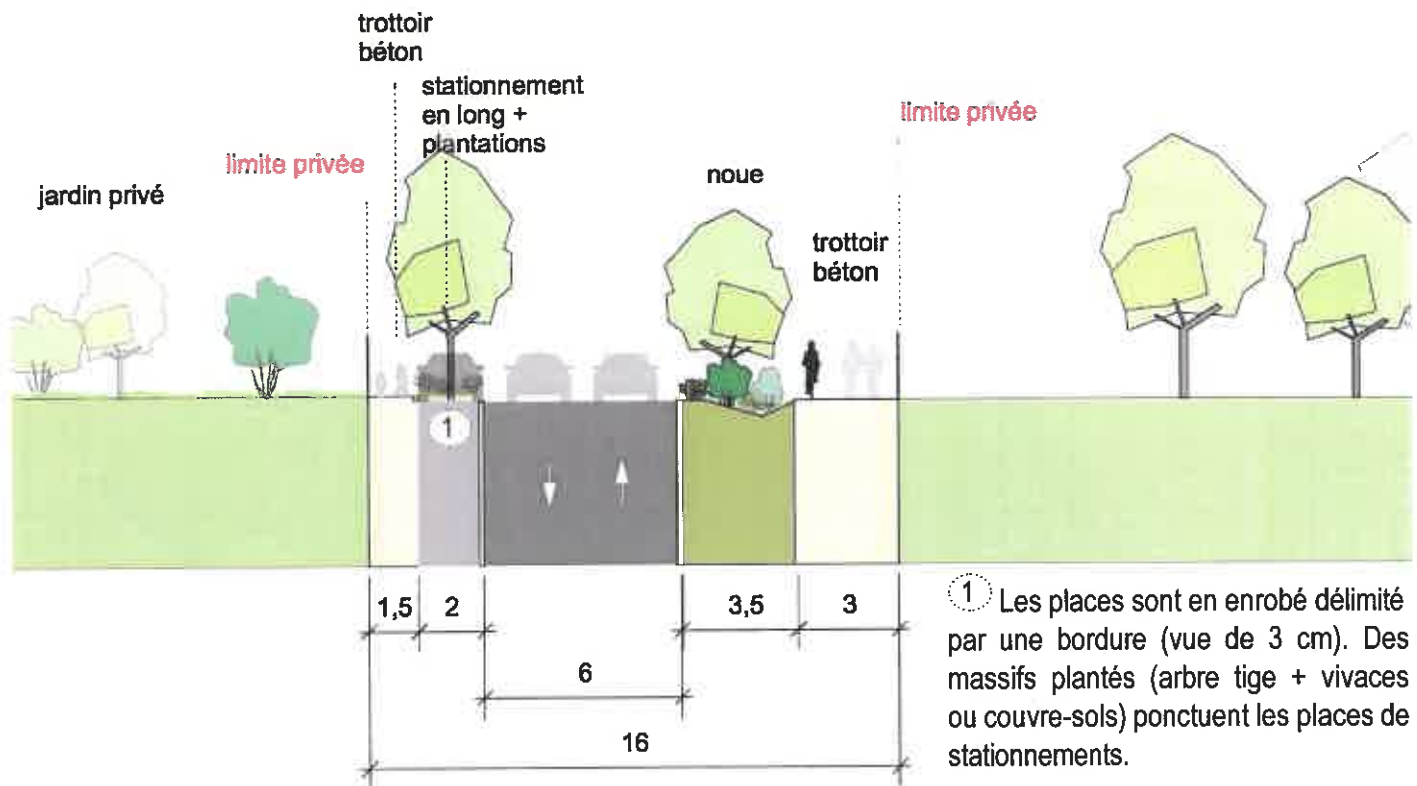 trottoir
béton
stationnement
en long +
plantations
limite privée
limite privée
jardin privé
noue
trottoir
béton
1
1,5
2
3,5
3
6
16
1 Les places sont en enrobé délimité
par une bordure (vue de 3 cm). Des
massifs plantés (arbre tige + vivaces
ou couvre-sols) ponctuent les places de
stationnements.